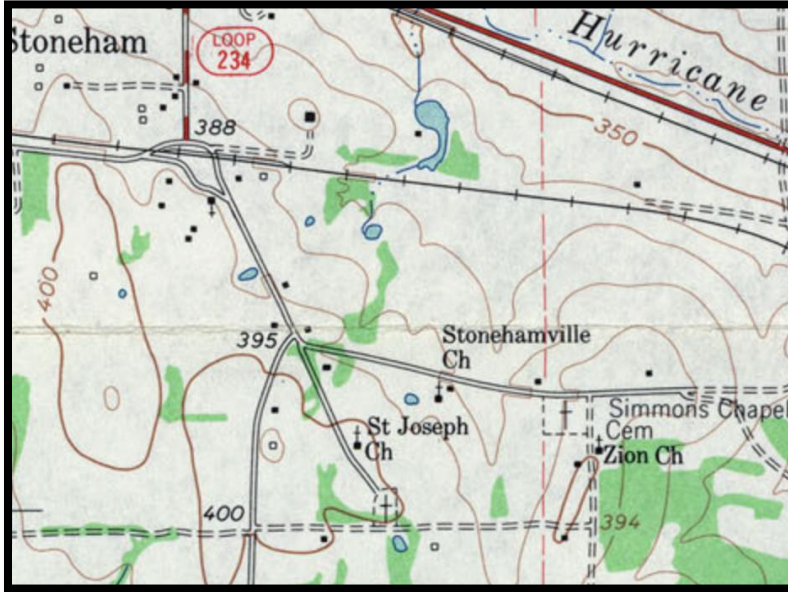 Stoneham
LOOP
234
Hurricane
388
350
400
395
Stonehamville
Ch
Simmons Chapel
Cem
St Joseph
Ch
Zion Ch
400
394